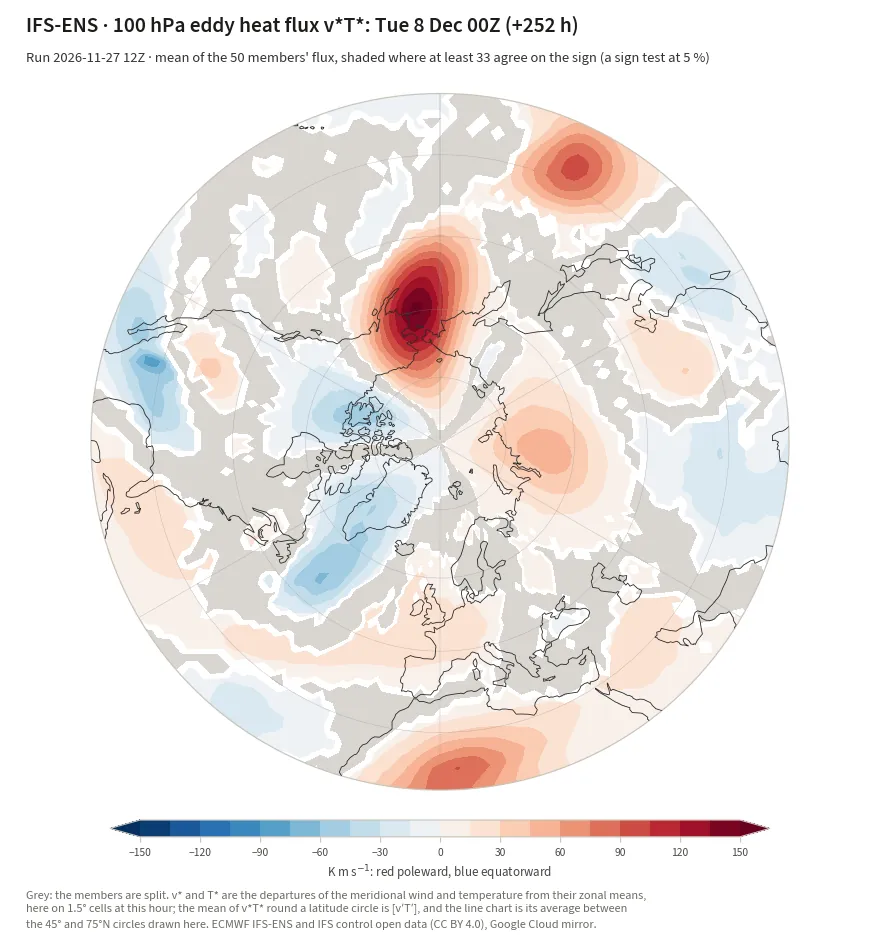 IFS-ENS · 100 hPa eddy heat flux v*T*: Tue 8 Dec 00Z (+252 h)
Run 2026-11-27 12Z · mean of the 50 members' flux, shaded where at least 33 agree on the sign (a sign test at 5 %)
−150 −120 −90 −60 −30 0 30 60 90 120 150
K m s⁻¹: red poleward, blue equatorward
Grey: the members are split. v* and T* are the departures of the meridional wind and temperature from their zonal means,
here on 1.5° cells at this hour; the mean of v*T* round a latitude circle is [v'T'], and the line chart is its average between
the 45° and 75°N circles drawn here. ECMWF IFS-ENS and IFS control open data (CC BY 4.0), Google Cloud mirror.